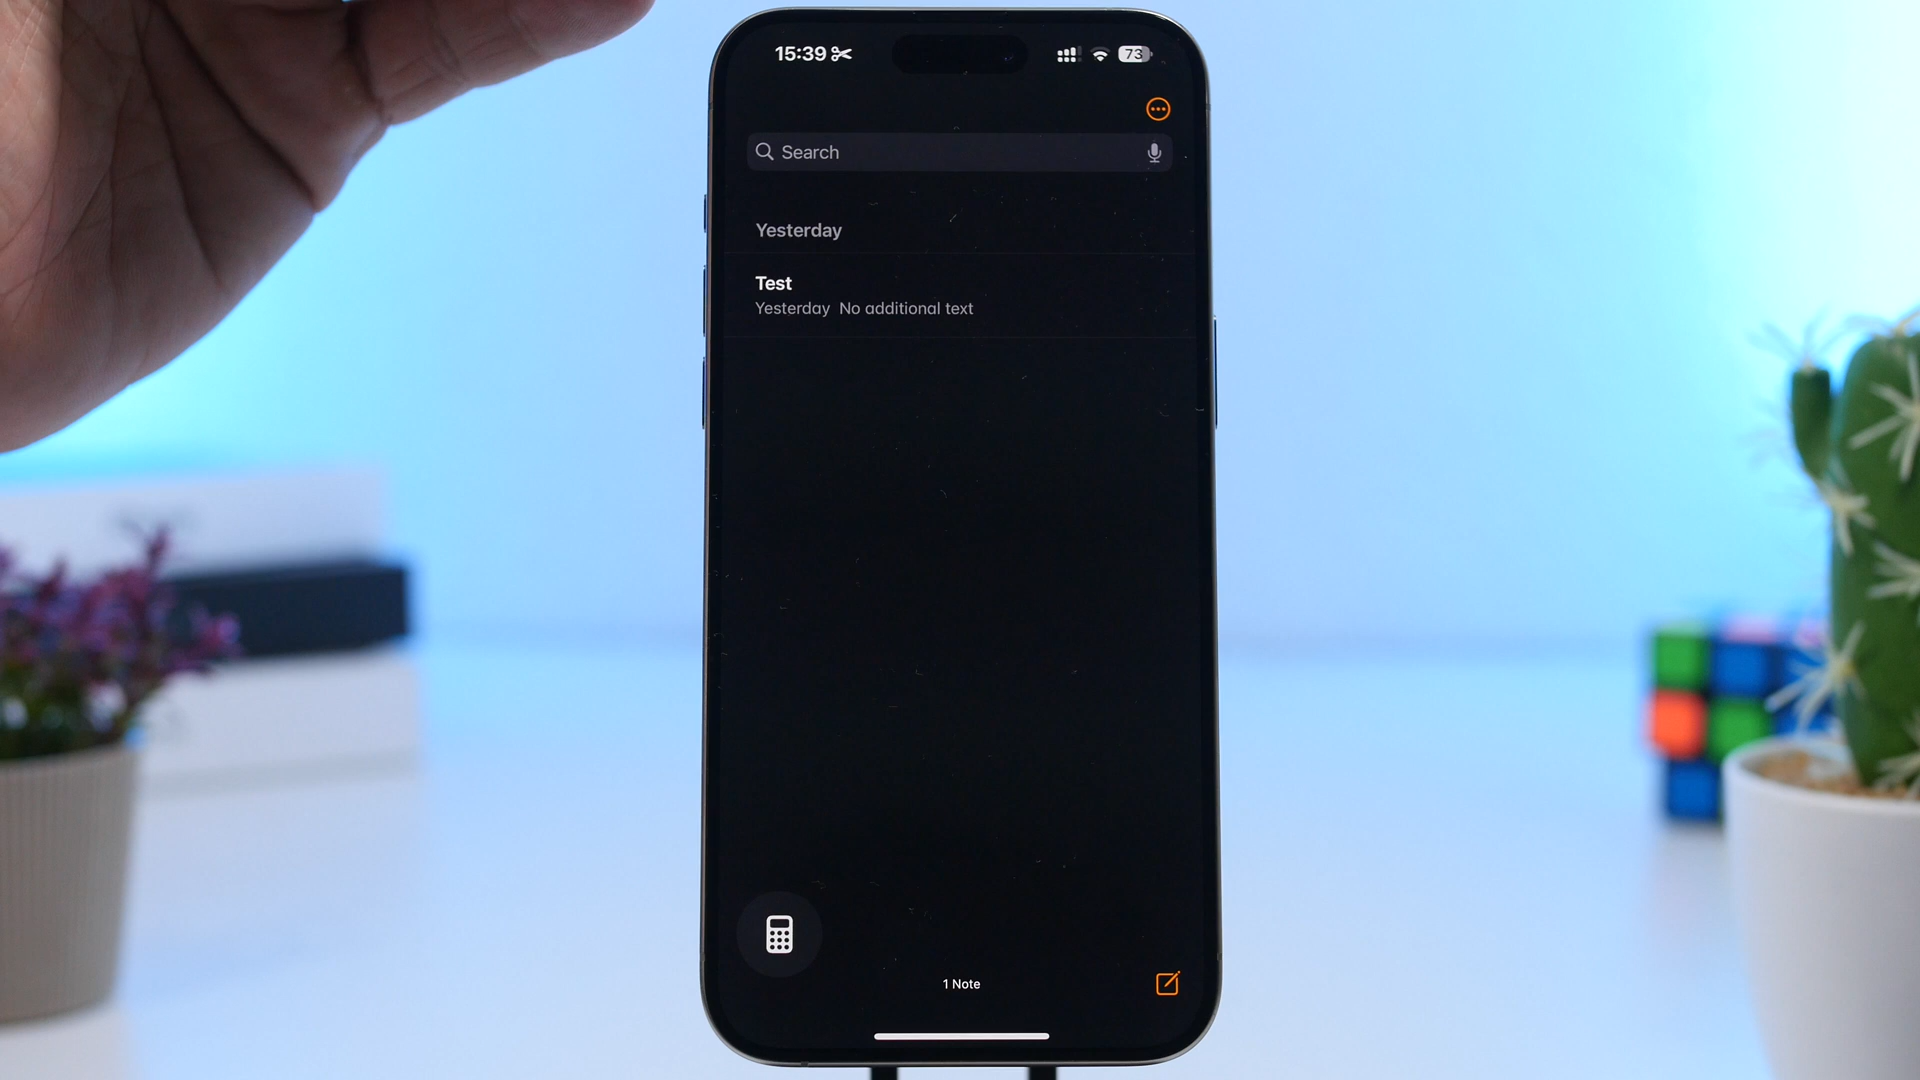 15:39
73
Search
Yesterday
Test
Yesterday No additional text
1 Note